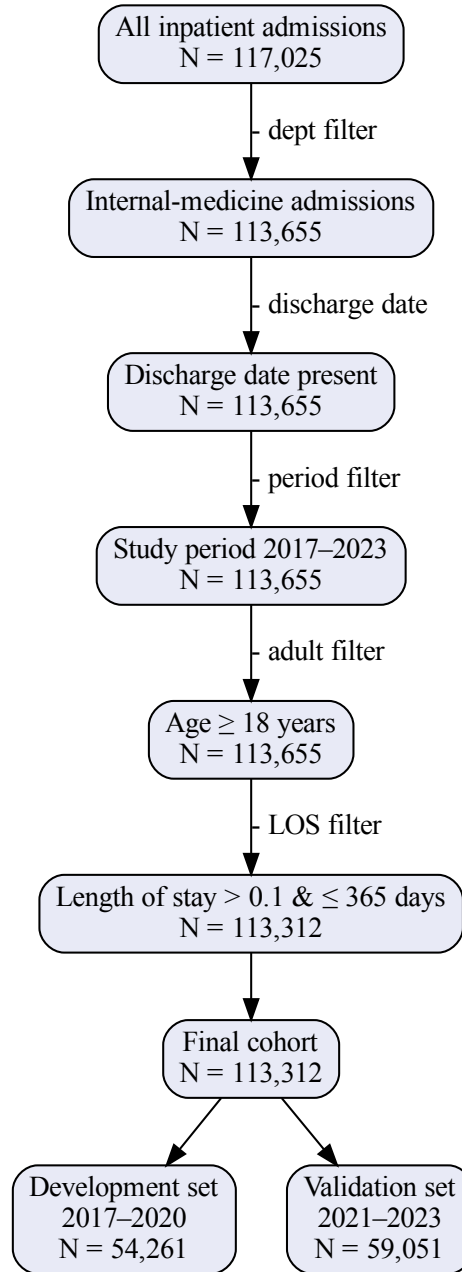 All inpatient admissions
N = 117,025
- dept filter
Internal-medicine admissions
N = 113,655
- discharge date
Discharge date present
N = 113,655
- period filter
Study period 2017–2023
N = 113,655
- adult filter
Age ≥ 18 years
N = 113,655
- LOS filter
Length of stay > 0.1 & ≤ 365 days
N = 113,312
Final cohort
N = 113,312
Development set
2017–2020
N = 54,261
Validation set
2021–2023
N = 59,051